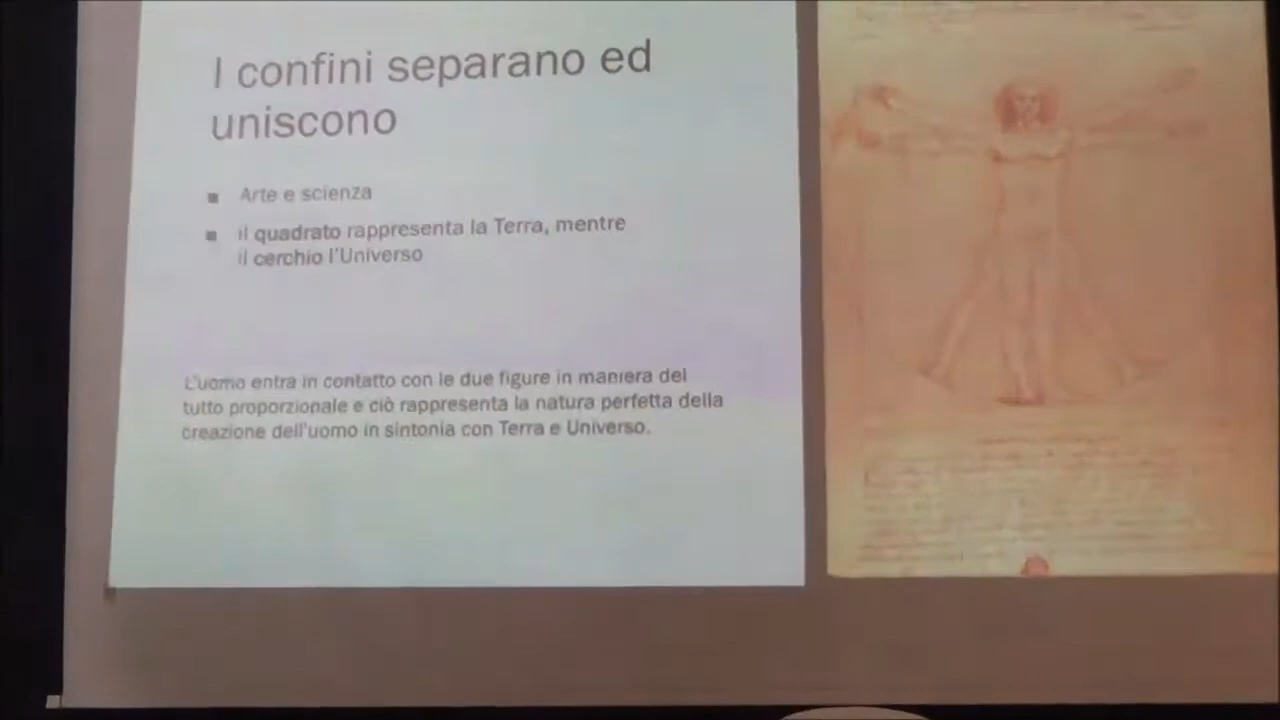 I confini separano ed
uniscono
Arte e scienza
il quadrato rappresenta la Terra, mentre
il cerchio l'Universo
L'uomo entra in contatto con le due figure in maniera del
tutto proporzionale e ciò rappresenta la natura perfetta della
creazione dell'uomo in sintonia con Terra e Universo.